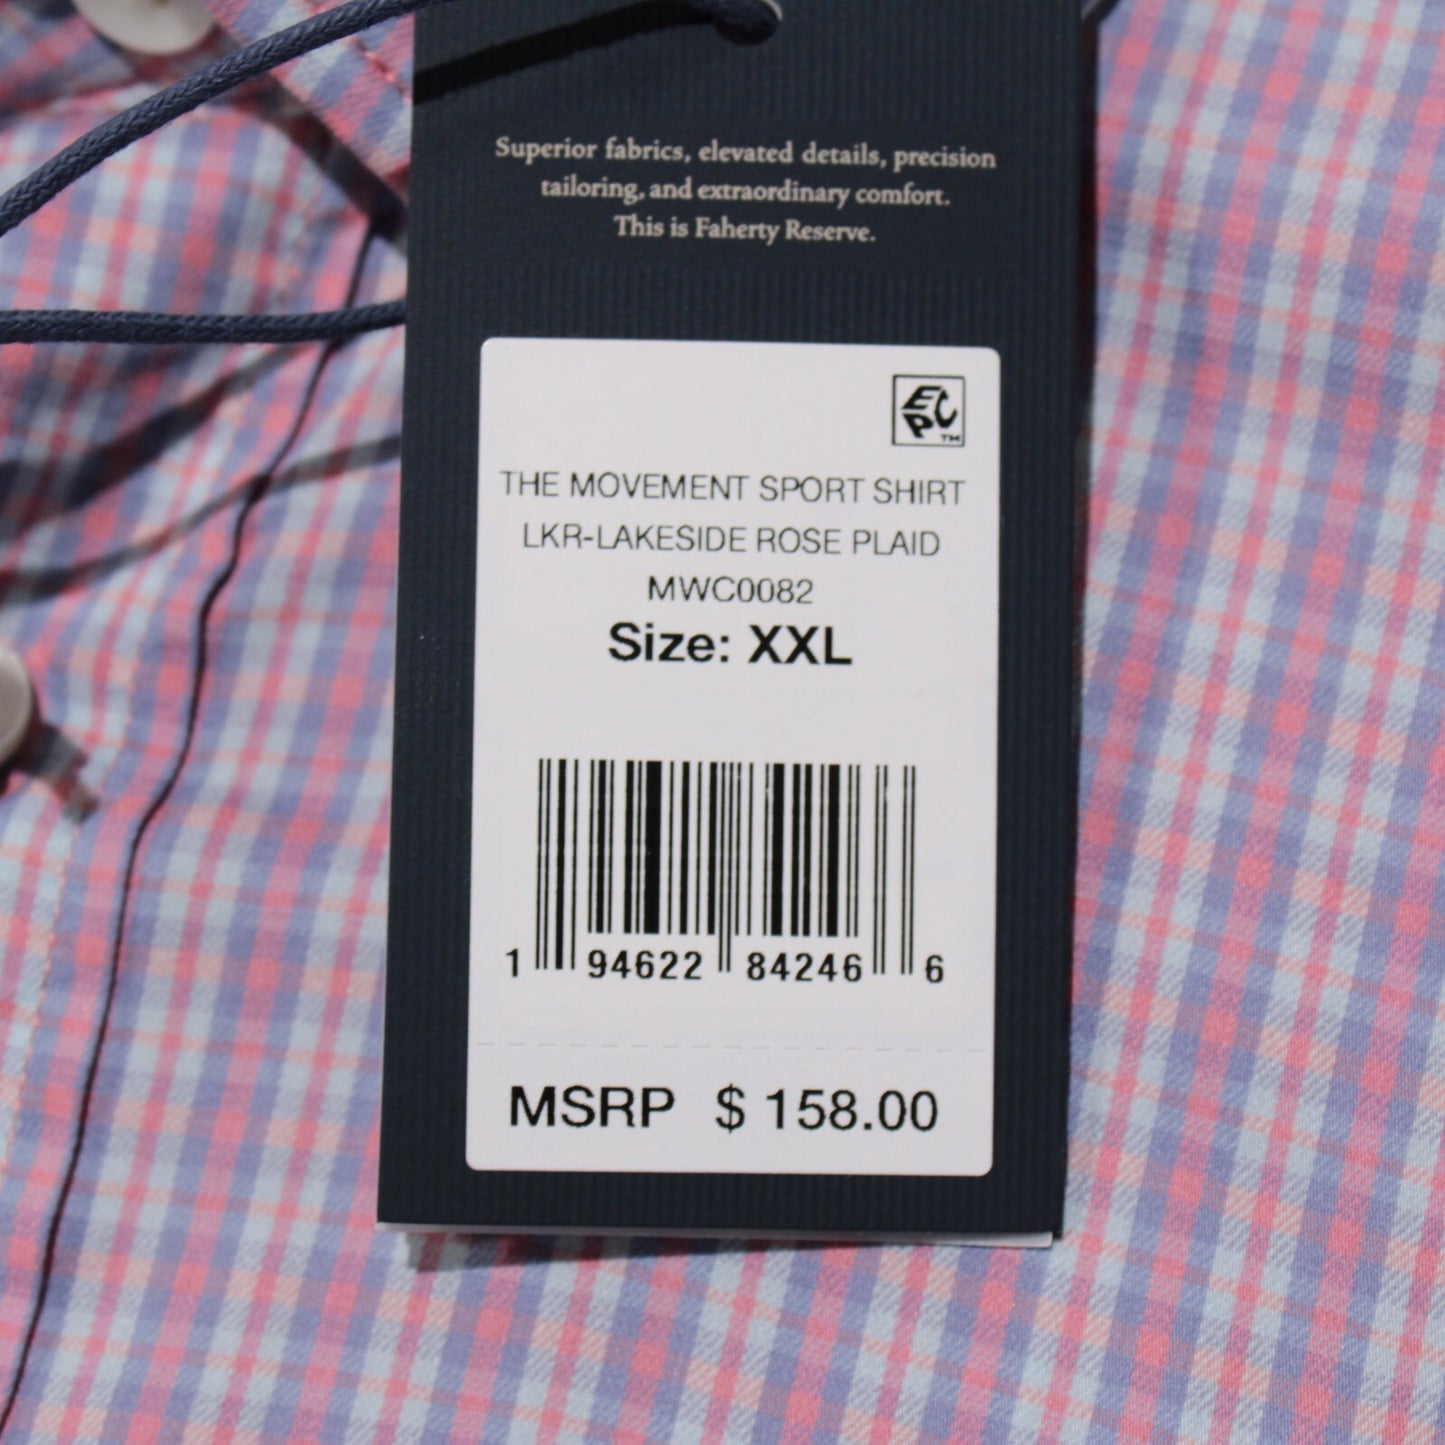 Superior fabrics, elevated details, precision
tailoring, and extraordinary comfort.
This is Faherty Reserve.
EPC™
THE MOVEMENT SPORT SHIRT
LKR-LAKESIDE ROSE PLAID
MWC0082
Size: XXL
1 94622 84246 6
MSRP $ 158.00